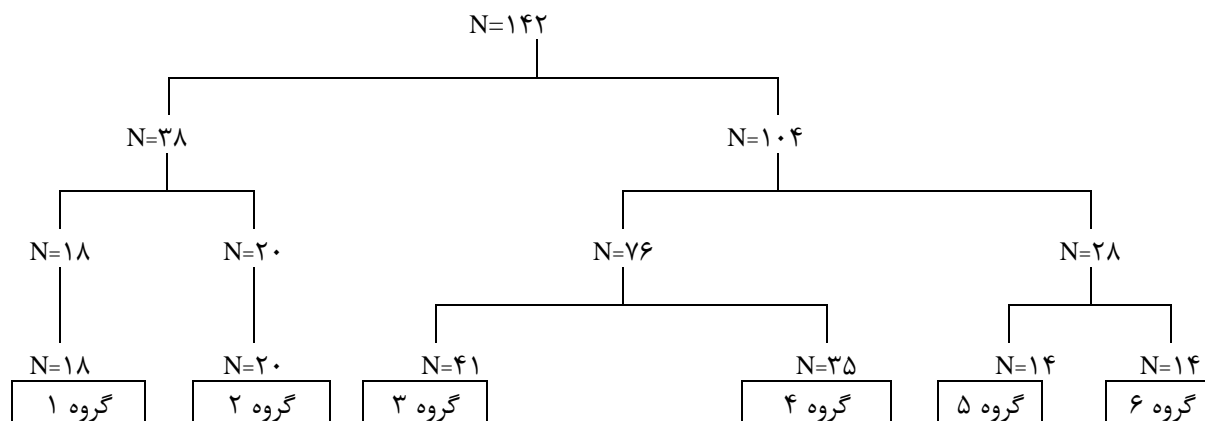 N=۱۴۲
N=۳۸ N=۱۰۴
N=۱۸ N=۲۰ N=۷۶ N=۲۸
N=۱۸ N=۲۰ N=۴۱ N=۳۵ N=۱۴ N=۱۴
گروه ۱ گروه ۲ گروه ۳ گروه ۴ گروه ۵ گروه ۶